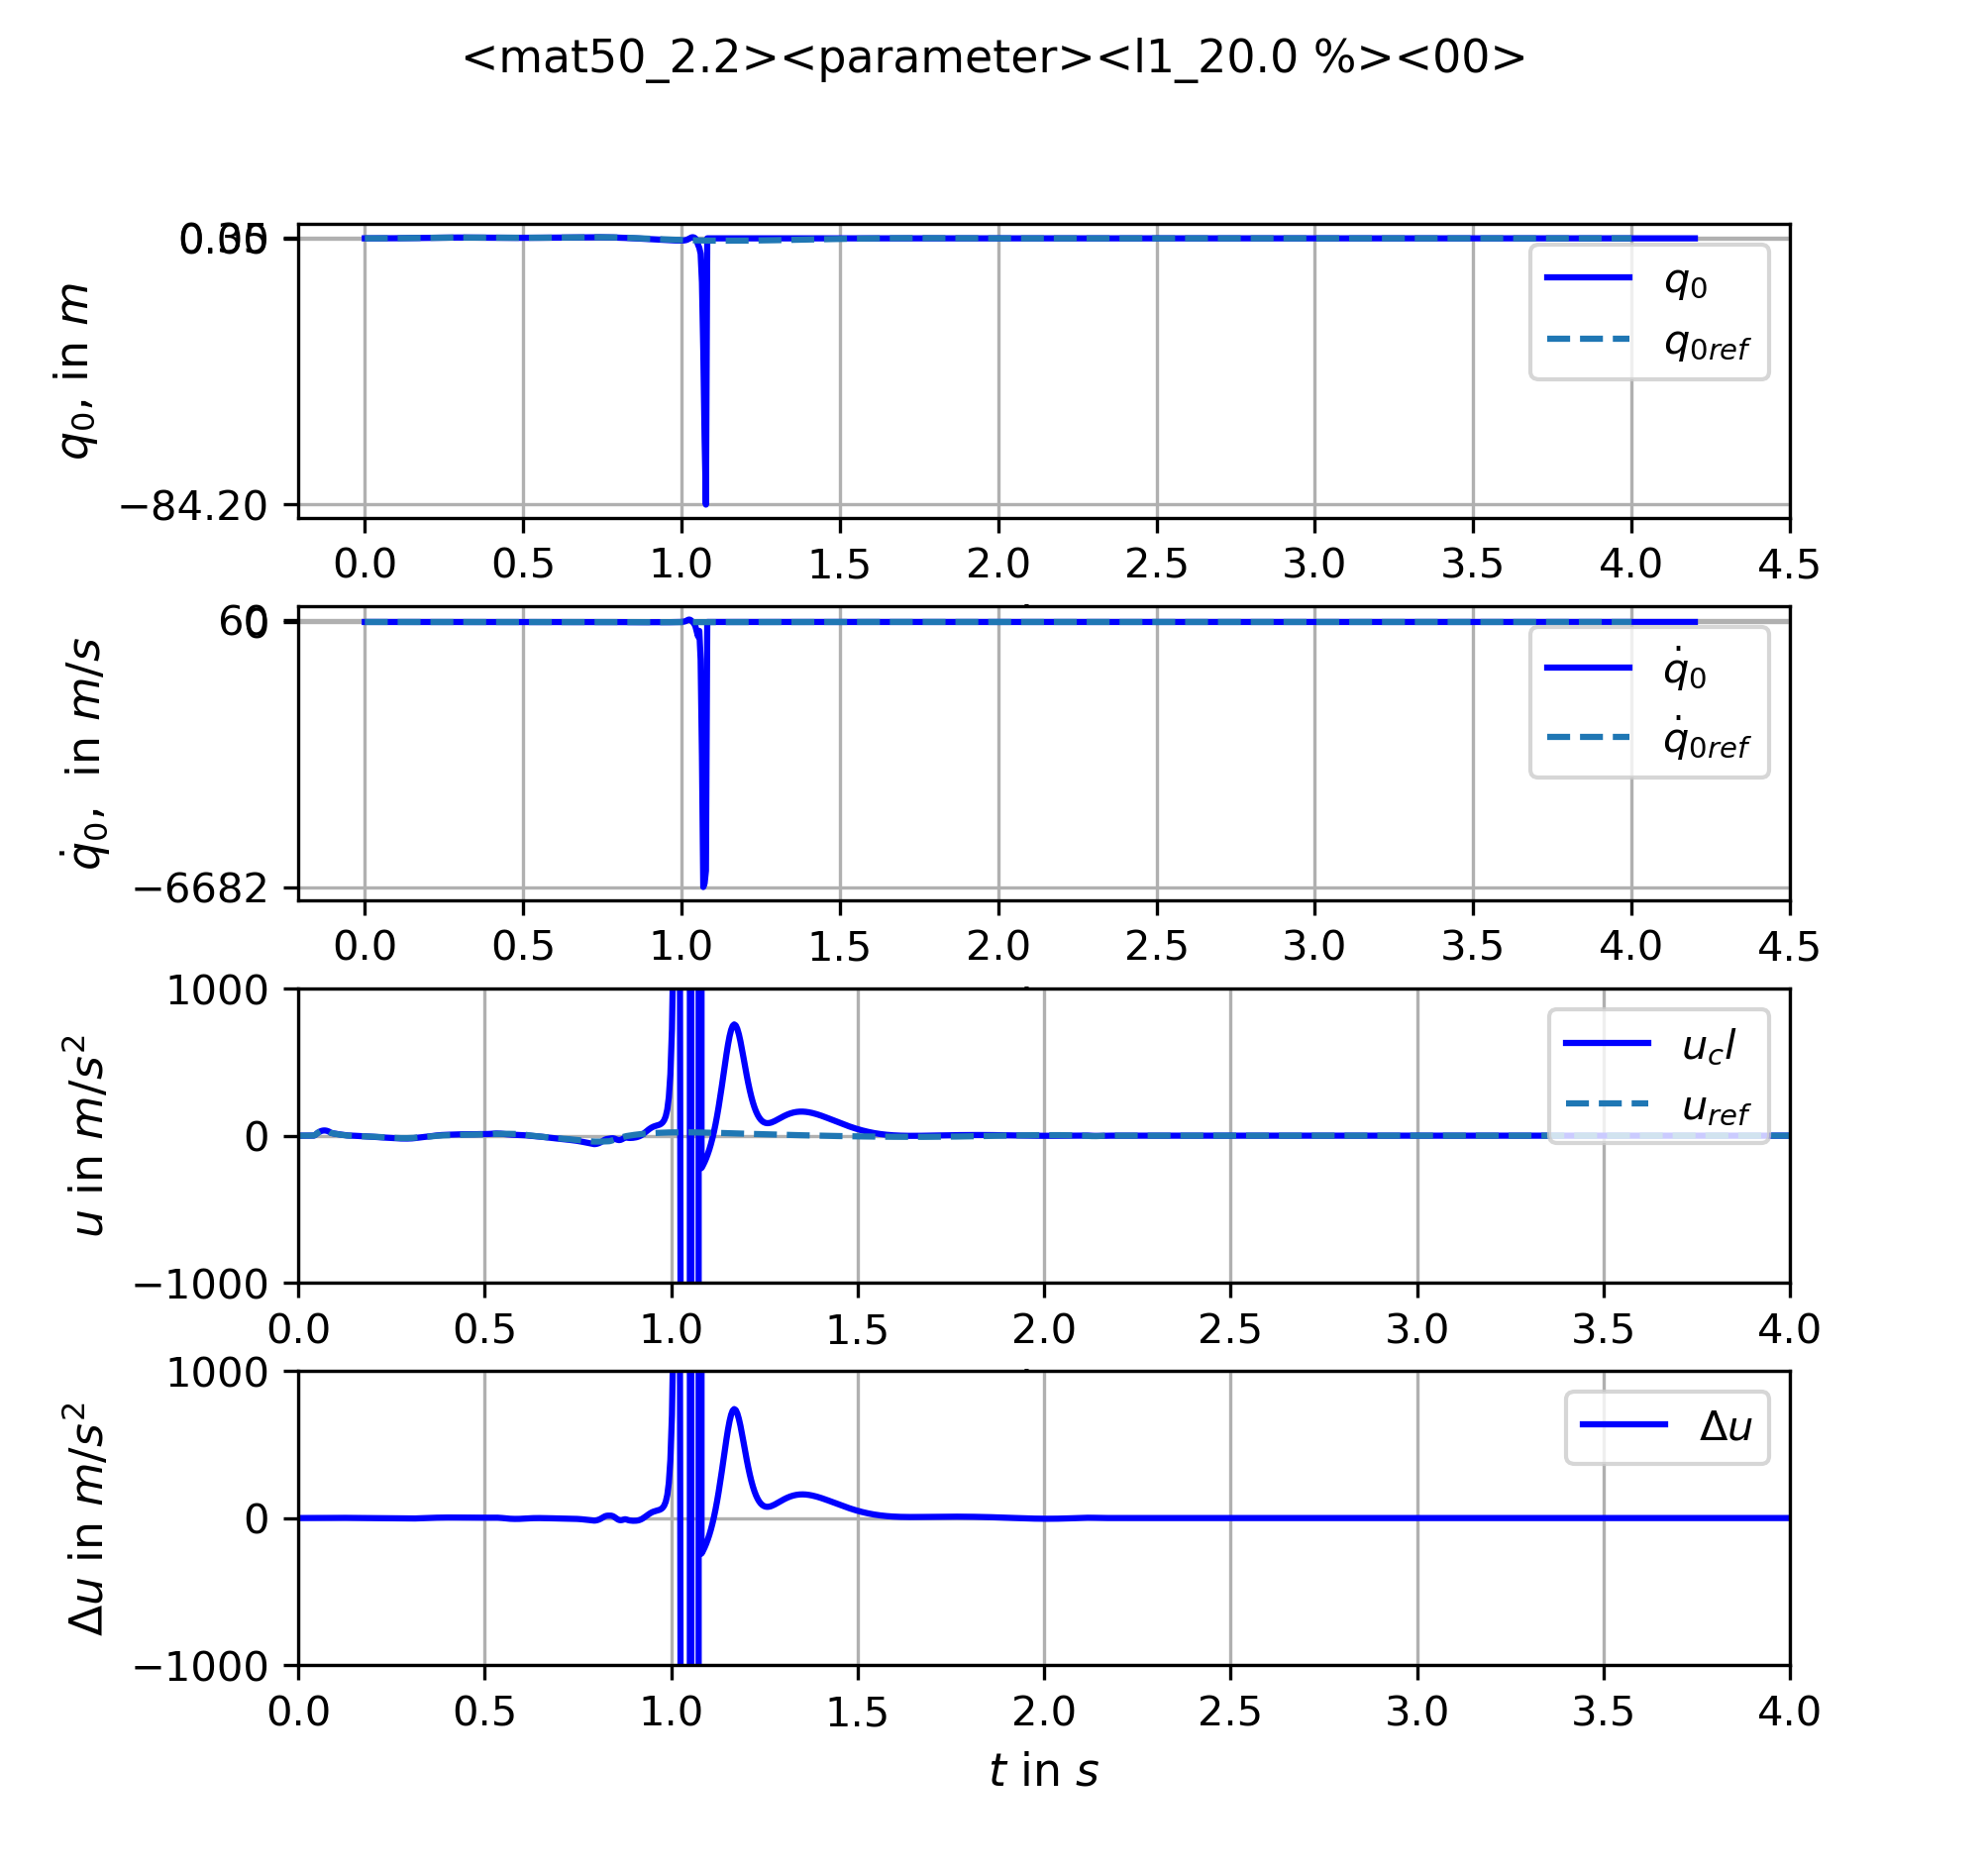 <mat50_2.2><parameter><l1_20.0 %><00>
q₀, in m
−84.20
0.0 0.5 1.0 1.5 2.0 2.5 3.0 3.5 4.0 4.5
q₀
q₀ref
q̇₀, in m/s
60
0
−6682
0.0 0.5 1.0 1.5 2.0 2.5 3.0 3.5 4.0 4.5
q̇₀
q̇₀ref
u in m/s²
1000
0
−1000
0.0 0.5 1.0 1.5 2.0 2.5 3.0 3.5 4.0
u_cl
u_ref
Δu in m/s²
1000
0
−1000
0.0 0.5 1.0 1.5 2.0 2.5 3.0 3.5 4.0
Δu
t in s